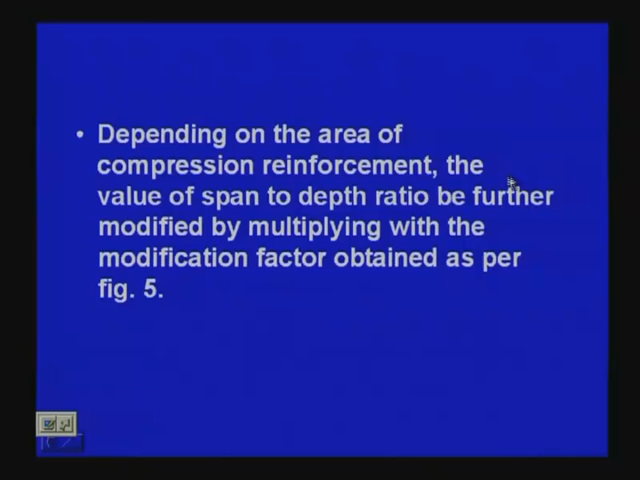 • Depending on the area of
compression reinforcement, the
value of span to depth ratio be further
modified by multiplying with the
modification factor obtained as per
fig. 5.